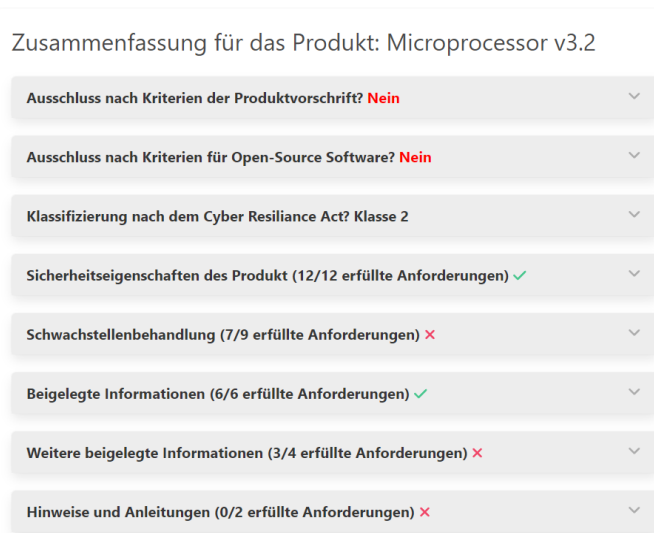 Zusammenfassung für das Produkt: Microprocessor v3.2
Ausschluss nach Kriterien der Produktvorschrift? Nein
Ausschluss nach Kriterien für Open-Source Software? Nein
Klassifizierung nach dem Cyber Resiliance Act? Klasse 2
Sicherheitseigenschaften des Produkt (12/12 erfüllte Anforderungen)
Schwachstellenbehandlung (7/9 erfüllte Anforderungen)
Beigelegte Informationen (6/6 erfüllte Anforderungen)
Weitere beigelegte Informationen (3/4 erfüllte Anforderungen)
Hinweise und Anleitungen (0/2 erfüllte Anforderungen)